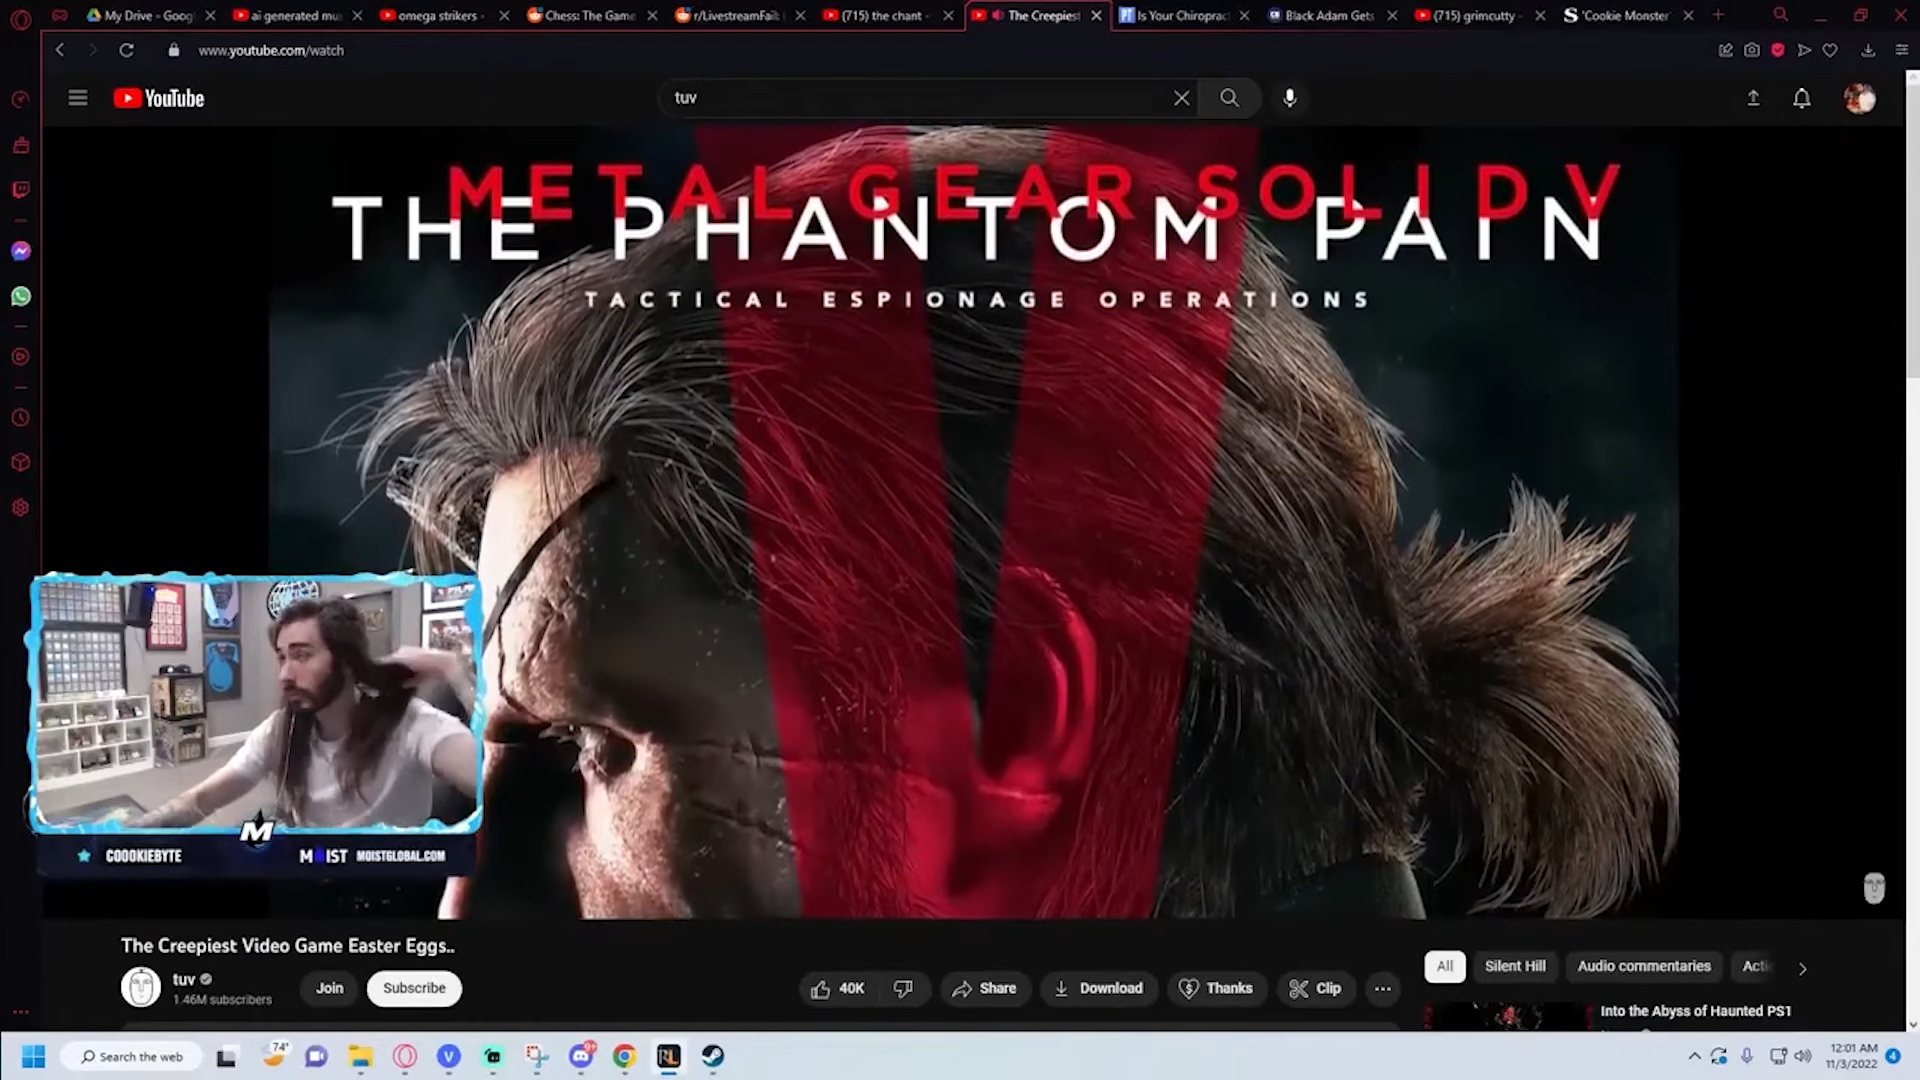 My Drive - Googl
ai generated mus
omega strikers -
Chess: The Game
r/LivestreamFail:
(715) the chant -
The Creepiest
Is Your Chiroprac
Black Adam Gets
(715) grimcutty -
'Cookie Monster'
www.youtube.com/watch
YouTube
tuv
METAL GEAR SOLID V
THE PHANTOM PAIN
TACTICAL ESPIONAGE OPERATIONS
M
COOOKIEBYTE
MOIST
MOISTGLOBAL.COM
The Creepiest Video Game Easter Eggs..
tuv
1.46M subscribers
Join
Subscribe
40K
Share
Download
Thanks
Clip
All
Silent Hill
Audio commentaries
Acti
Into the Abyss of Haunted PS1
Search the web
74°
12:01 AM
11/3/2022
4